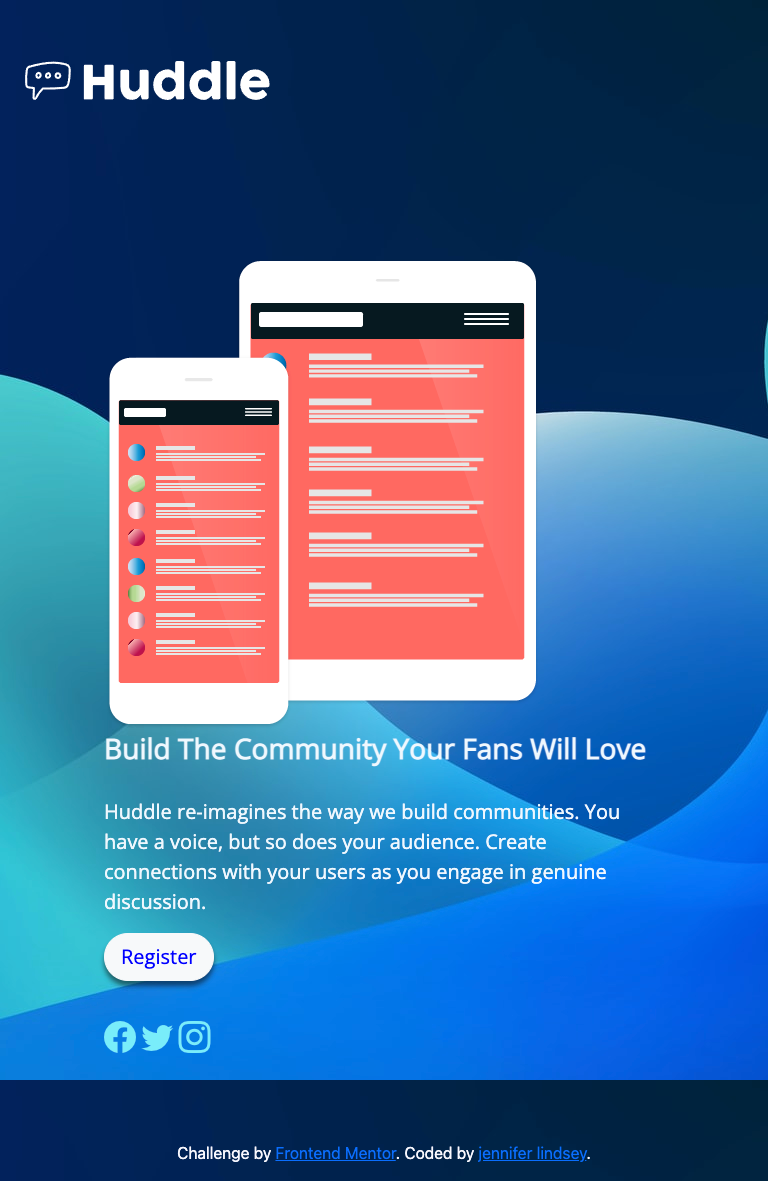 Huddle
Build The Community Your Fans Will Love
Huddle re-imagines the way we build communities. You
have a voice, but so does your audience. Create
connections with your users as you engage in genuine
discussion.
Register
Challenge by Frontend Mentor. Coded by jennifer lindsey.